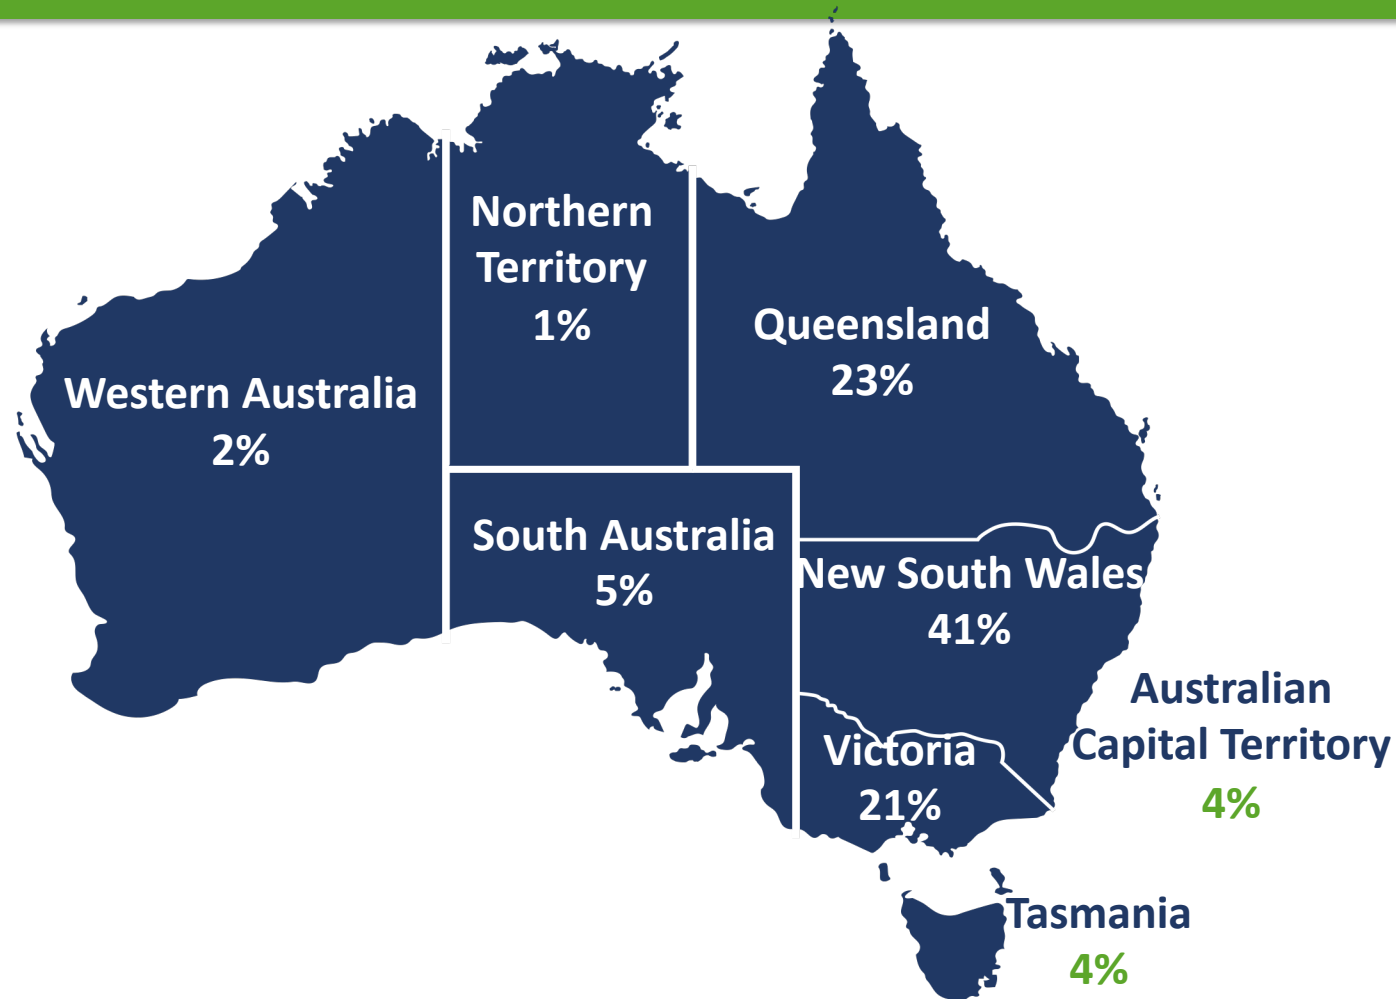 Northern
Territory
1%
Queensland
23%
Western Australia
2%
South Australia
5%
New South Wales
41%
Australian
Capital Territory
4%
Victoria
21%
Tasmania
4%